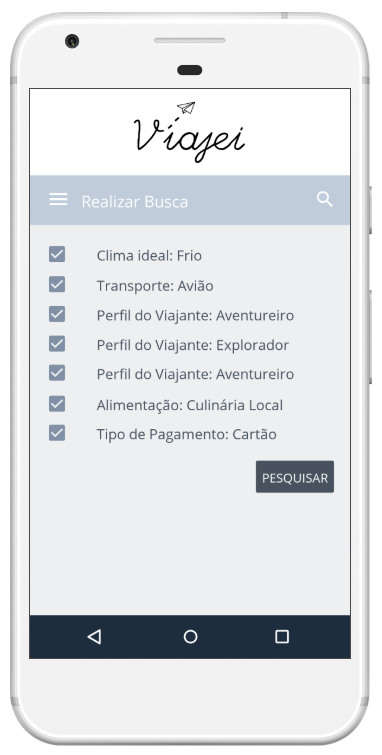 Viajei
Realizar Busca
Clima ideal: Frio
Transporte: Avião
Perfil do Viajante: Aventureiro
Perfil do Viajante: Explorador
Perfil do Viajante: Aventureiro
Alimentação: Culinária Local
Tipo de Pagamento: Cartão
PESQUISAR